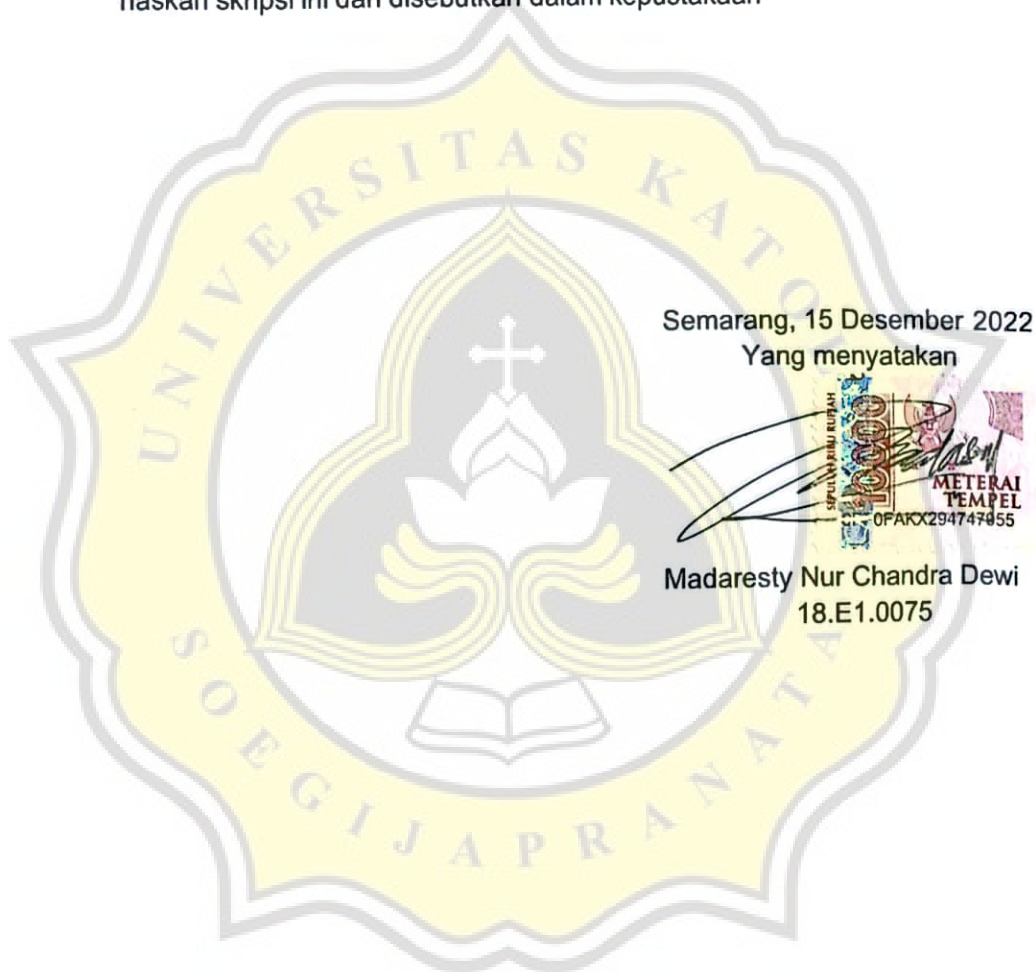 naskah skripsi ini dan disebutkan dalam kepustakaan
UNIVERSITAS KATOLIK
SOEGIJAPRANATA
Semarang, 15 Desember 2022
Yang menyatakan
SEPULUH RIBU RUPIAH
10000
METERAI
TEMPEL
0FAKX294747855
Madaresty Nur Chandra Dewi
18.E1.0075